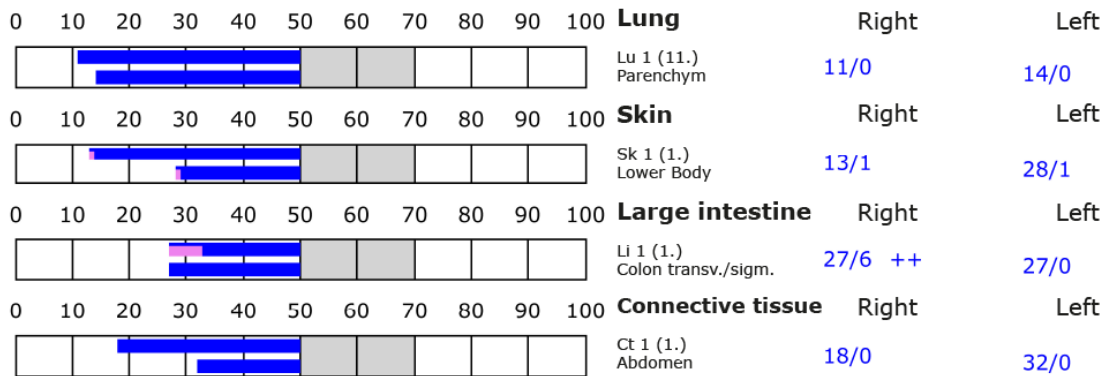 0 10 20 30 40 50 60 70 80 90 100 Lung Right Left
Lu 1 (11.)
Parenchym
11/0 14/0
0 10 20 30 40 50 60 70 80 90 100 Skin Right Left
Sk 1 (1.)
Lower Body
13/1 28/1
0 10 20 30 40 50 60 70 80 90 100 Large intestine Right Left
Li 1 (1.)
Colon transv./sigm.
27/6 ++ 27/0
0 10 20 30 40 50 60 70 80 90 100 Connective tissue Right Left
Ct 1 (1.)
Abdomen
18/0 32/0